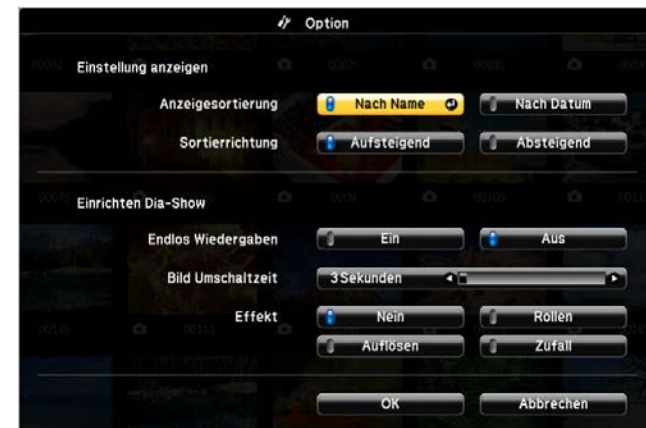 Option
Einstellung anzeigen
Anzeigesortierung Nach Name Nach Datum
Sortierrichtung Aufsteigend Absteigend
Einrichten Dia-Show
Endlos Wiedergaben Ein Aus
Bild Umschaltzeit 3Sekunden
Effekt Nein Rollen
Auflösen Zufall
OK Abbrechen